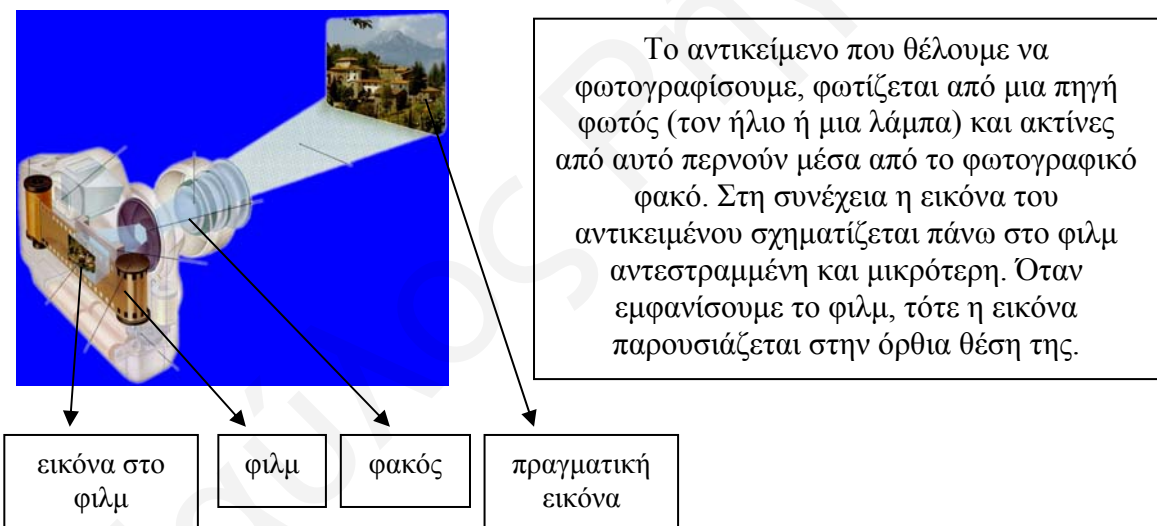 Το αντικείμενο που θέλουμε να
φωτογραφίσουμε, φωτίζεται από μια πηγή
φωτός (τον ήλιο ή μια λάμπα) και ακτίνες
από αυτό περνούν μέσα από το φωτογραφικό
φακό. Στη συνέχεια η εικόνα του
αντικειμένου σχηματίζεται πάνω στο φιλμ
αντεστραμμένη και μικρότερη. Όταν
εμφανίσουμε το φιλμ, τότε η εικόνα
παρουσιάζεται στην όρθια θέση της.
εικόνα στο
φιλμ
φιλμ
φακός
πραγματική
εικόνα